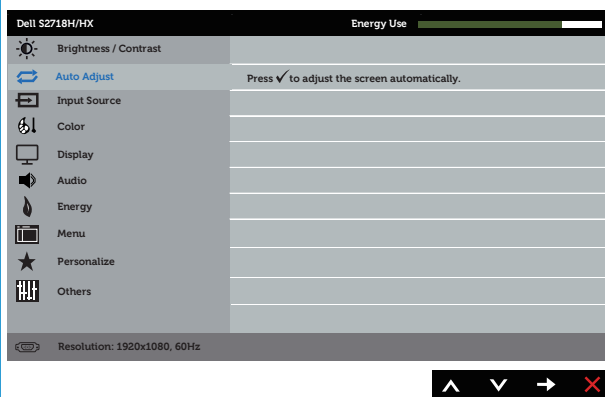 Dell S2718H/HX Energy Use
Brightness / Contrast
Auto Adjust Press ✓ to adjust the screen automatically.
Input Source
Color
Display
Audio
Energy
Menu
Personalize
Others
Resolution: 1920x1080, 60Hz